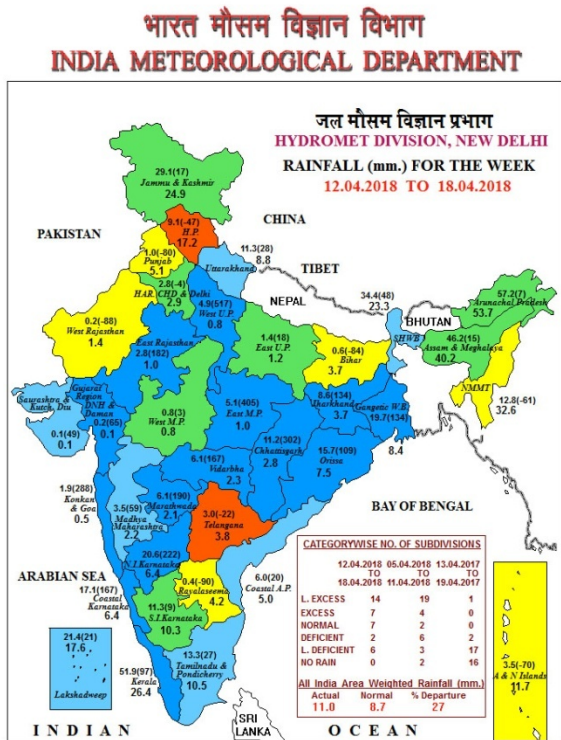 भारत मौसम विज्ञान विभाग
INDIA METEOROLOGICAL DEPARTMENT
जल मौसम विज्ञान प्रभाग
HYDROMET DIVISION, NEW DELHI
RAINFALL (mm.) FOR THE WEEK
12.04.2018 TO 18.04.2018
29.1(17)
Jammu & Kashmir
24.9
CHINA
PAKISTAN
9.1(-47)
H.P.
17.2
1.0(-80)
Punjab
5.1
11.3(28)
8.8
Uttarakhand
TIBET
2.8(-4)
HAR. CHD & Delhi
2.9
NEPAL
34.4(48)
23.3
BHUTAN
57.2(7)
Arunachal Pradesh
53.7
4.9(517)
West U.P.
0.8
0.2(-88)
West Rajasthan
1.4
East Rajasthan
2.8(182)
1.0
1.4(18)
East U.P.
1.2
0.6(-84)
Bihar
3.7
SHWB
46.2(15)
Assam & Meghalaya
40.2
NMMT
12.8(-61)
32.6
Saurashtra &
Kutch, Diu
0.1(49)
0.1
Gujarat
Region
DNH &
Daman
0.2(65)
0.1
0.8(3)
West M.P.
0.8
5.1(405)
East M.P.
1.0
8.6(134)
Jharkhand
3.7
Gangetic W.B.
19.7(134)
8.4
11.2(302)
Chhattisgarh
2.8
15.7(109)
Orissa
7.5
6.1(167)
Vidarbha
2.3
1.9(288)
Konkan
& Goa
0.5
6.1(190)
Marathwada
2.1
3.5(59)
Madhya
Maharashtra
2.2
3.0(-22)
Telangana
3.8
BAY OF BENGAL
ARABIAN SEA
20.6(222)
N.I.Karnataka
6.4
17.1(167)
Coastal
Karnataka
6.4
0.4(-90)
Rayalaseema
4.2
6.0(20)
Coastal A.P.
5.0
11.3(9)
S.I.Karnataka
10.3
21.4(21)
17.6
Lakshadweep
13.3(27)
Tamilnadu &
Pondicherry
10.5
51.9(97)
Kerala
26.4
CATEGORYWISE NO. OF SUBDIVISIONS
12.04.2018 05.04.2018 13.04.2017
TO TO TO
18.04.2018 11.04.2018 19.04.2017
L. EXCESS 14 19 1
EXCESS 7 4 0
NORMAL 7 2 0
DEFICIENT 2 6 2
L. DEFICIENT 6 3 17
NO RAIN 0 2 16
All India Area Weighted Rainfall (mm.)
Actual Normal % Departure
11.0 8.7 27
3.5(-70)
A & N Islands
11.7
SRI
LANKA
INDIAN OCEAN